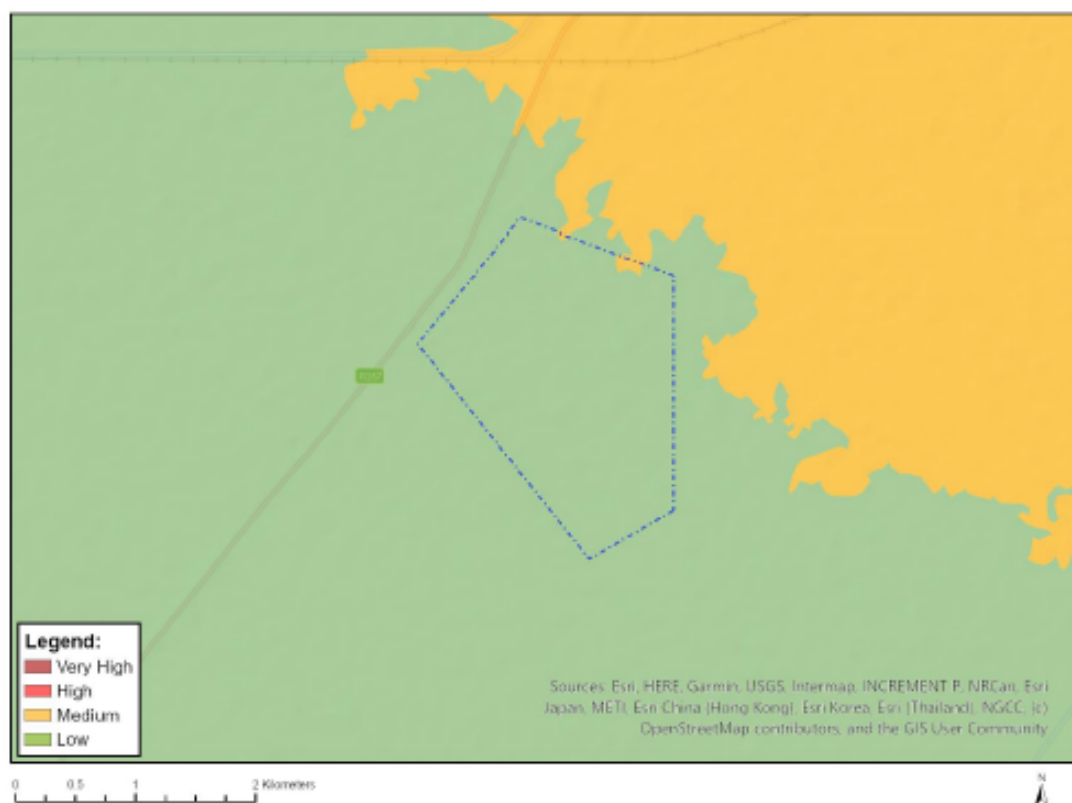 Legend:
Very High
High
Medium
Low
Sources: Esri, HERE, Garmin, USGS, Intermap, INCREMENT P, NRCan, Esri
Japan, METI, Esri China (Hong Kong), Esri Korea, Esri (Thailand), NGCC, (c)
OpenStreetMap contributors, and the GIS User Community
0 0.5 1 2 Kilometers
N